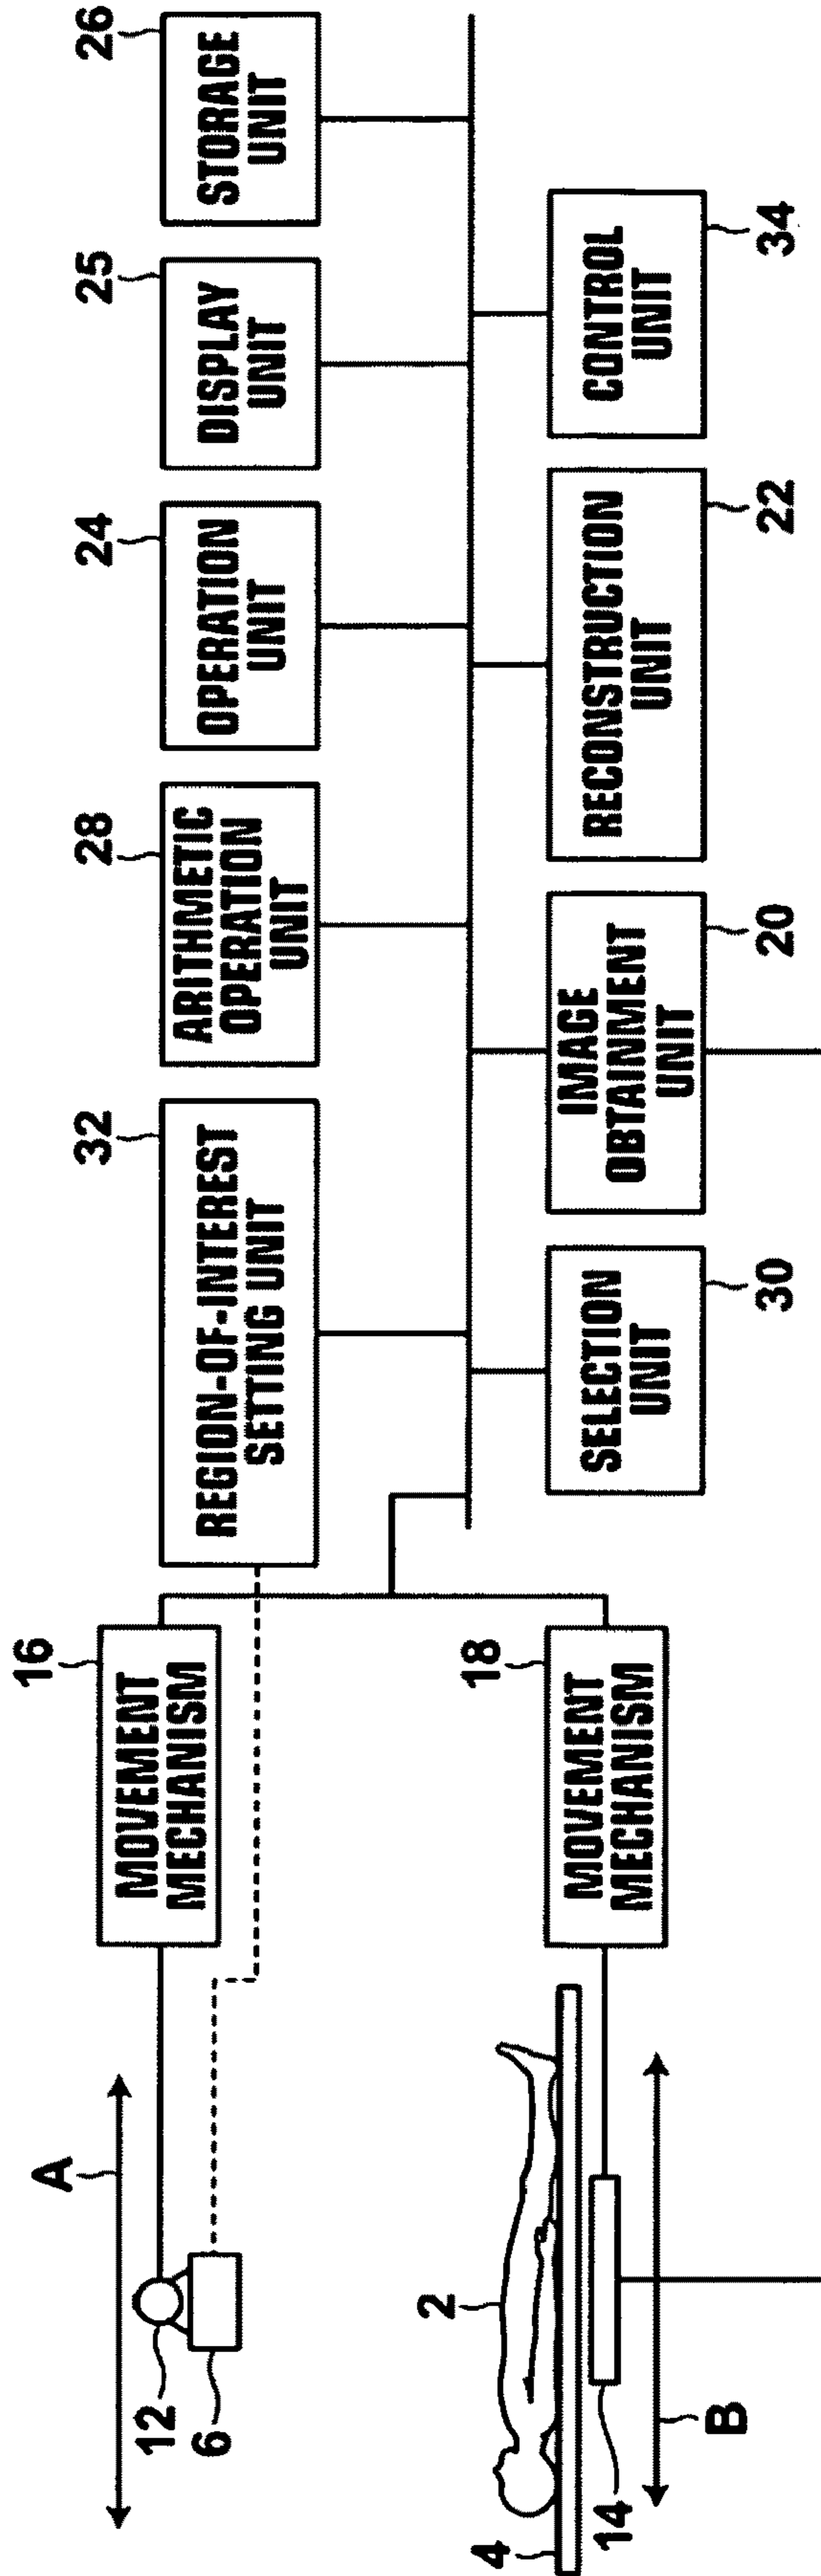 A
12
6
16
MOVEMENT
MECHANISM
2
4
14
B
18
MOVEMENT
MECHANISM
32
REGION-OF-INTEREST
SETTING UNIT
28
ARITHMETIC
OPERATION
UNIT
24
OPERATION
UNIT
25
DISPLAY
UNIT
26
STORAGE
UNIT
SELECTION
UNIT
30
IMAGE
OBTAINMENT
UNIT
20
RECONSTRUCTION
UNIT
22
CONTROL
UNIT
34